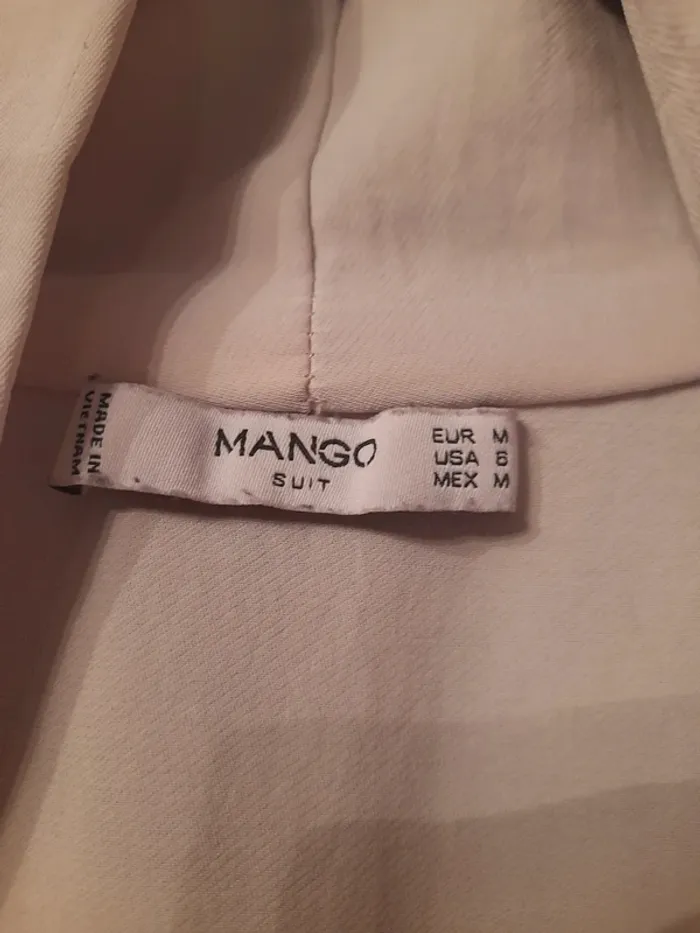 MADE IN
VIETNAM
MANGO
SUIT
EUR M
USA 6
MEX M